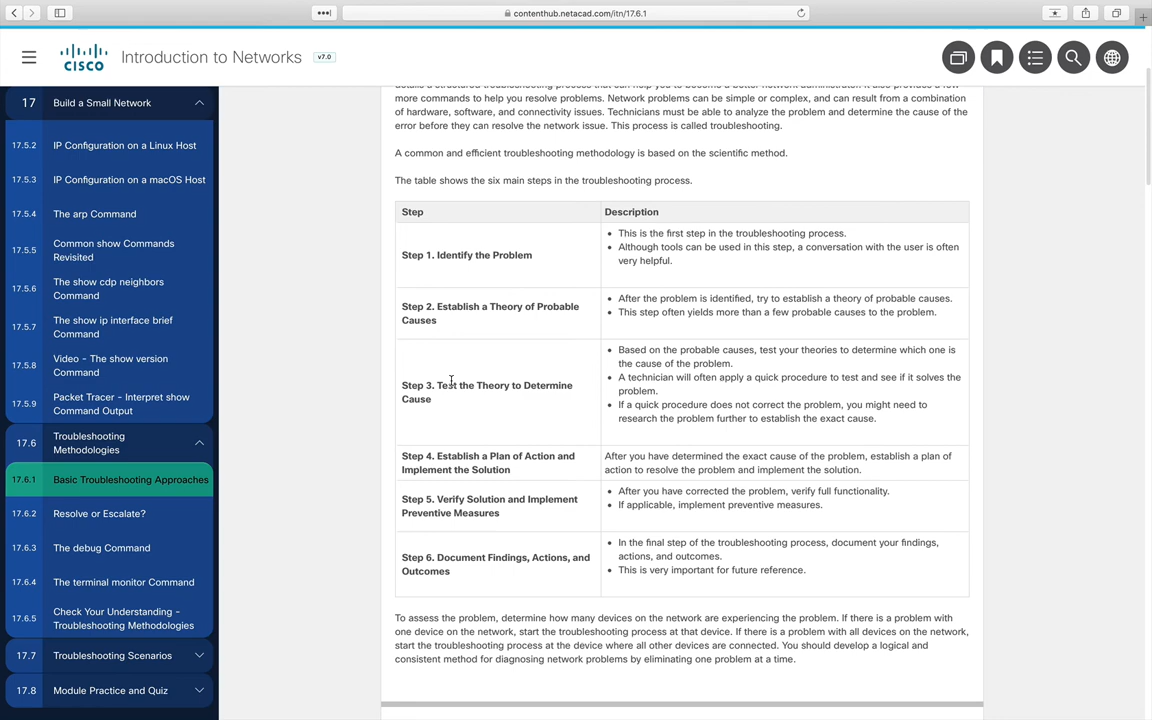 contenthub.netacad.com/itn/17.6.1
CISCO
Introduction to Networks
v7.0
17
Build a Small Network
17.5.2
IP Configuration on a Linux Host
17.5.3
IP Configuration on a macOS Host
17.5.4
The arp Command
17.5.5
Common show Commands
Revisited
17.5.6
The show cdp neighbors
Command
17.5.7
The show ip interface brief
Command
17.5.8
Video - The show version
Command
17.5.9
Packet Tracer - Interpret show
Command Output
17.6
Troubleshooting
Methodologies
17.6.1
Basic Troubleshooting Approaches
17.6.2
Resolve or Escalate?
17.6.3
The debug Command
17.6.4
The terminal monitor Command
17.6.5
Check Your Understanding -
Troubleshooting Methodologies
17.7
Troubleshooting Scenarios
17.8
Module Practice and Quiz
details a structured troubleshooting process that can help you to become a better network administrator. It also provides a few
more commands to help you resolve problems. Network problems can be simple or complex, and can result from a combination
of hardware, software, and connectivity issues. Technicians must be able to analyze the problem and determine the cause of the
error before they can resolve the network issue. This process is called troubleshooting.
A common and efficient troubleshooting methodology is based on the scientific method.
The table shows the six main steps in the troubleshooting process.
Step
Description
Step 1. Identify the Problem
• This is the first step in the troubleshooting process.
• Although tools can be used in this step, a conversation with the user is often
very helpful.
Step 2. Establish a Theory of Probable
Causes
• After the problem is identified, try to establish a theory of probable causes.
• This step often yields more than a few probable causes to the problem.
Step 3. Test the Theory to Determine
Cause
• Based on the probable causes, test your theories to determine which one is
the cause of the problem.
• A technician will often apply a quick procedure to test and see if it solves the
problem.
• If a quick procedure does not correct the problem, you might need to
research the problem further to establish the exact cause.
Step 4. Establish a Plan of Action and
Implement the Solution
After you have determined the exact cause of the problem, establish a plan of
action to resolve the problem and implement the solution.
Step 5. Verify Solution and Implement
Preventive Measures
• After you have corrected the problem, verify full functionality.
• If applicable, implement preventive measures.
Step 6. Document Findings, Actions, and
Outcomes
• In the final step of the troubleshooting process, document your findings,
actions, and outcomes.
• This is very important for future reference.
To assess the problem, determine how many devices on the network are experiencing the problem. If there is a problem with
one device on the network, start the troubleshooting process at that device. If there is a problem with all devices on the network,
start the troubleshooting process at the device where all other devices are connected. You should develop a logical and
consistent method for diagnosing network problems by eliminating one problem at a time.